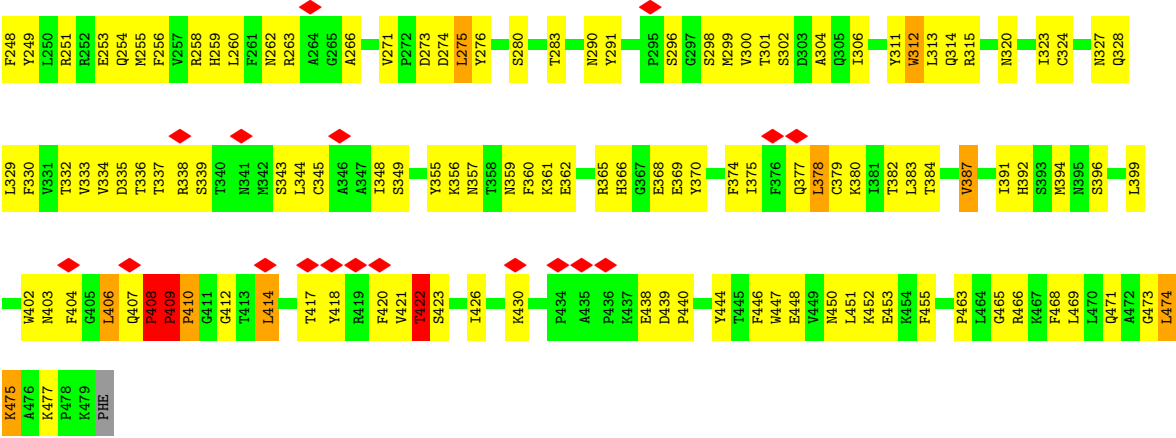 F248 Y249 L250 R251 R252 E253 Q254 M255 F256 V257 R258 H259 L260 F261 N262 R263 A264 G265 A266 V271 P272 D273 D274 L275 Y276 S280 T283 N290 Y291 P295 S296 G297 S298 M299 V300 T301 S302 D303 A304 Q305 I306 Y311 W312 L313 Q314 R315 N320 I323 C324 N327 Q328
L329 F330 V331 T332 V333 V334 D335 T336 T337 R338 S339 T340 N341 M342 S343 L344 C345 A346 A347 I348 S349 Y355 K356 N357 T358 N359 F360 K361 E362 R365 H366 G367 E368 E369 Y370 F374 I375 F376 Q377 L378 C379 K380 I381 T382 L383 T384 V387 I391 H392 S393 M394 N395 S396 L399
W402 N403 F404 G405 L406 Q407 P408 P409 P410 G411 G412 T413 L414 T417 Y418 R419 F420 V421 T422 S423 I426 K430 P434 A435 P436 K437 E438 D439 P440 Y444 T445 F446 W447 E448 V449 N450 L451 K452 E453 K454 F455 P463 L464 G465 R466 K467 F468 L469 L470 Q471 A472 G473 L474
K475 A476 K477 P478 K479 PHE